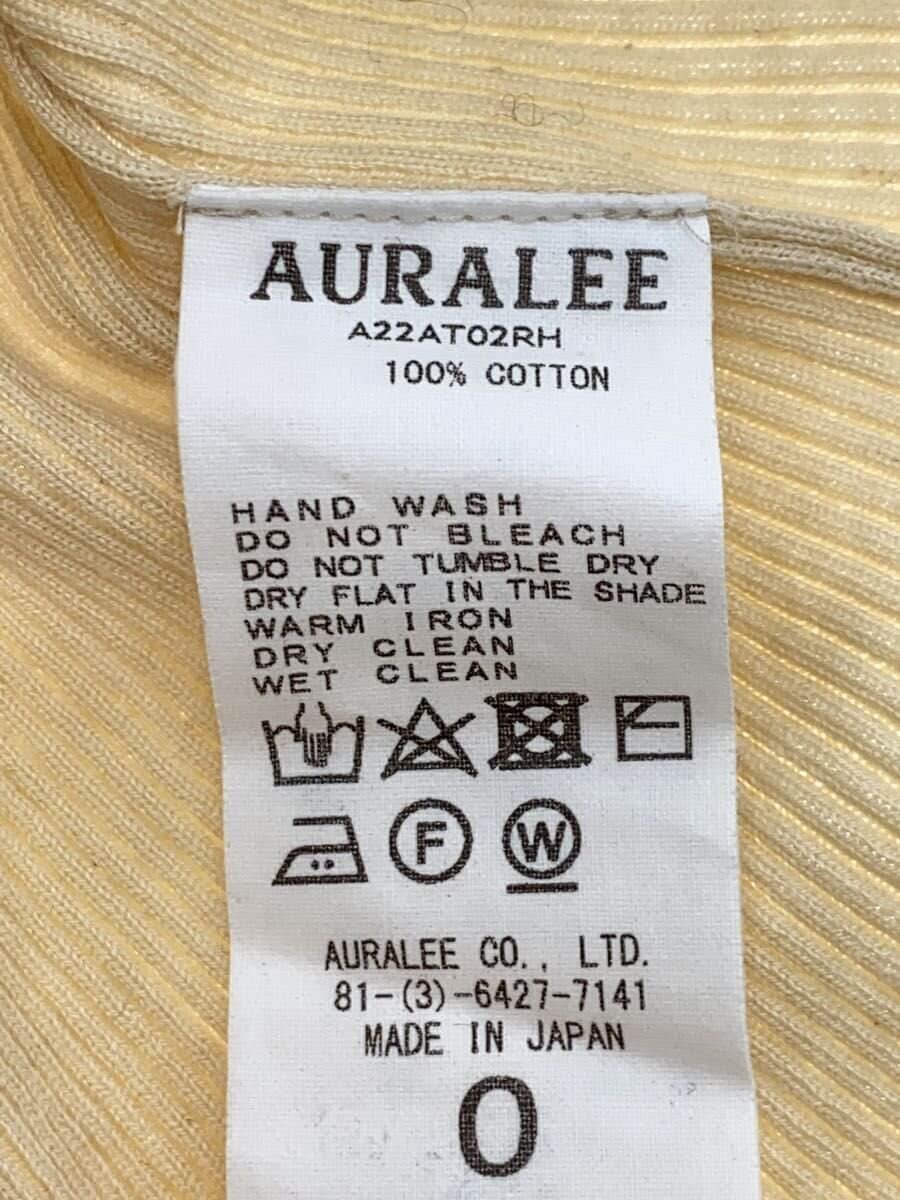 AURALEE
A22AT02RH
100% COTTON
HAND WASH
DO NOT BLEACH
DO NOT TUMBLE DRY
DRY FLAT IN THE SHADE
WARM IRON
DRY CLEAN
WET CLEAN
F W
AURALEE CO., LTD.
81-(3)-6427-7141
MADE IN JAPAN
0